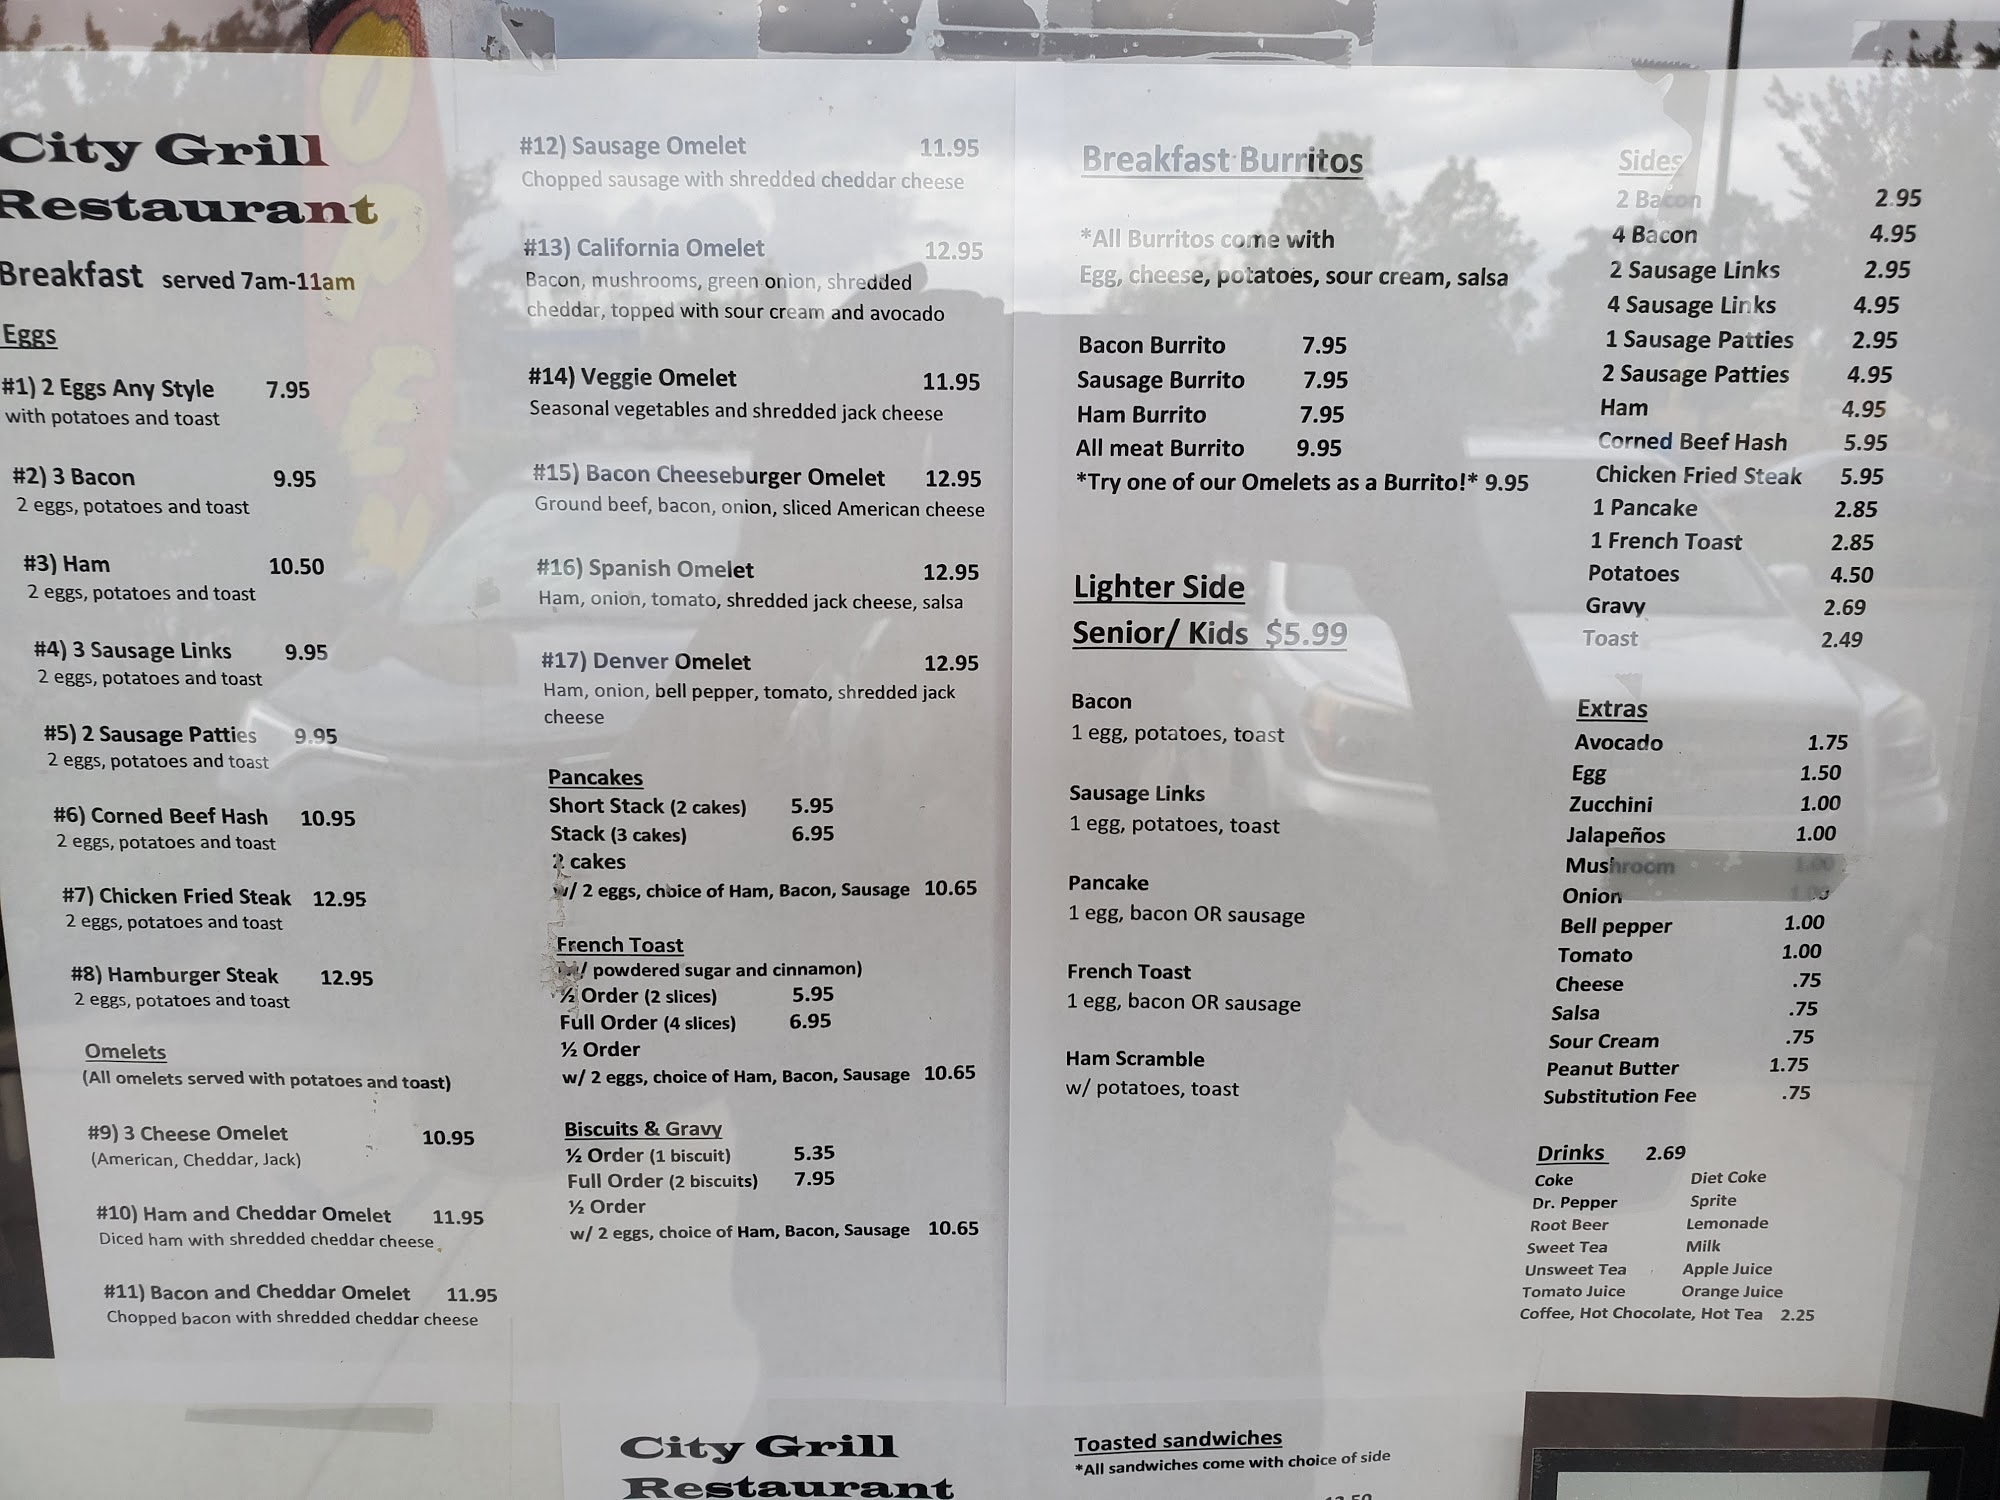 City Grill
Restaurant
Breakfast served 7am-11am
Eggs
#1) 2 Eggs Any Style 7.95
with potatoes and toast
#2) 3 Bacon 9.95
2 eggs, potatoes and toast
#3) Ham 10.50
2 eggs, potatoes and toast
#4) 3 Sausage Links 9.95
2 eggs, potatoes and toast
#5) 2 Sausage Patties 9.95
2 eggs, potatoes and toast
#6) Corned Beef Hash 10.95
2 eggs, potatoes and toast
#7) Chicken Fried Steak 12.95
2 eggs, potatoes and toast
#8) Hamburger Steak 12.95
2 eggs, potatoes and toast
Omelets
(All omelets served with potatoes and toast)
#9) 3 Cheese Omelet 10.95
(American, Cheddar, Jack)
#10) Ham and Cheddar Omelet 11.95
Diced ham with shredded cheddar cheese
#11) Bacon and Cheddar Omelet 11.95
Chopped bacon with shredded cheddar cheese
#12) Sausage Omelet 11.95
Chopped sausage with shredded cheddar cheese
#13) California Omelet 12.95
Bacon, mushrooms, green onion, shredded
cheddar, topped with sour cream and avocado
#14) Veggie Omelet 11.95
Seasonal vegetables and shredded jack cheese
#15) Bacon Cheeseburger Omelet 12.95
Ground beef, bacon, onion, sliced American cheese
#16) Spanish Omelet 12.95
Ham, onion, tomato, shredded jack cheese, salsa
#17) Denver Omelet 12.95
Ham, onion, bell pepper, tomato, shredded jack
cheese
Pancakes
Short Stack (2 cakes) 5.95
Stack (3 cakes) 6.95
2 cakes
w/ 2 eggs, choice of Ham, Bacon, Sausage 10.65
French Toast
(w/ powdered sugar and cinnamon)
½ Order (2 slices) 5.95
Full Order (4 slices) 6.95
½ Order
w/ 2 eggs, choice of Ham, Bacon, Sausage 10.65
Biscuits & Gravy
½ Order (1 biscuit) 5.35
Full Order (2 biscuits) 7.95
½ Order
w/ 2 eggs, choice of Ham, Bacon, Sausage 10.65
Breakfast Burritos
*All Burritos come with
Egg, cheese, potatoes, sour cream, salsa
Bacon Burrito 7.95
Sausage Burrito 7.95
Ham Burrito 7.95
All meat Burrito 9.95
*Try one of our Omelets as a Burrito!* 9.95
Lighter Side
Senior/ Kids $5.99
Bacon
1 egg, potatoes, toast
Sausage Links
1 egg, potatoes, toast
Pancake
1 egg, bacon OR sausage
French Toast
1 egg, bacon OR sausage
Ham Scramble
w/ potatoes, toast
Sides
2 Bacon 2.95
4 Bacon 4.95
2 Sausage Links 2.95
4 Sausage Links 4.95
1 Sausage Patties 2.95
2 Sausage Patties 4.95
Ham 4.95
Corned Beef Hash 5.95
Chicken Fried Steak 5.95
1 Pancake 2.85
1 French Toast 2.85
Potatoes 4.50
Gravy 2.69
Toast 2.49
Extras
Avocado 1.75
Egg 1.50
Zucchini 1.00
Jalapeños 1.00
Mushroom 1.00
Onion 1.00
Bell pepper 1.00
Tomato 1.00
Cheese .75
Salsa .75
Sour Cream .75
Peanut Butter 1.75
Substitution Fee .75
Drinks 2.69
Coke Diet Coke
Dr. Pepper Sprite
Root Beer Lemonade
Sweet Tea Milk
Unsweet Tea Apple Juice
Tomato Juice Orange Juice
Coffee, Hot Chocolate, Hot Tea 2.25
City Grill
Restaurant
Toasted sandwiches
*All sandwiches come with choice of side
OPEN